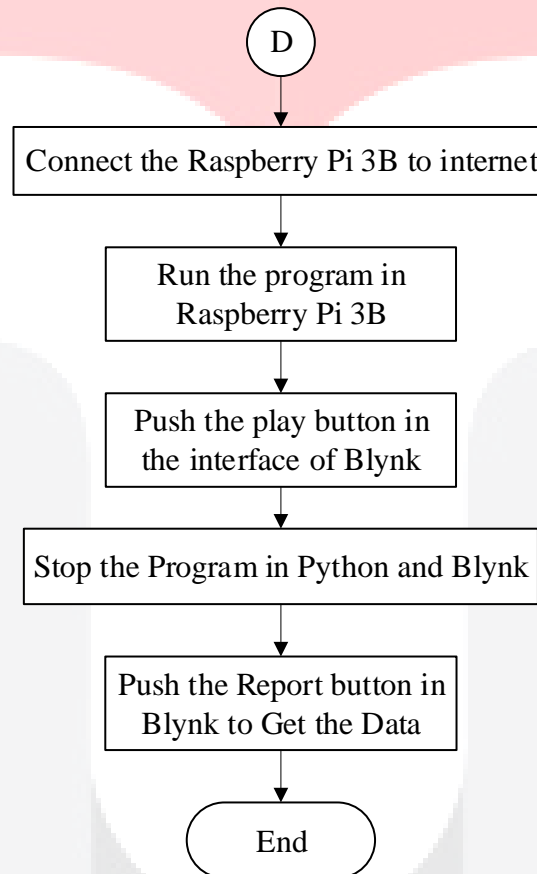 D
Connect the Raspberry Pi 3B to internet
Run the program in
Raspberry Pi 3B
Push the play button in
the interface of Blynk
Stop the Program in Python and Blynk
Push the Report button in
Blynk to Get the Data
End